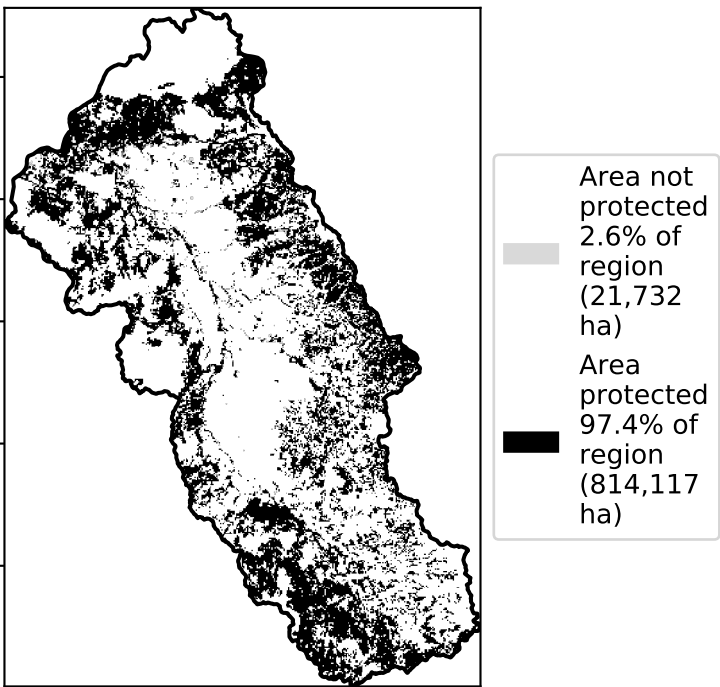 Area not
protected
2.6% of
region
(21,732
ha)
Area
protected
97.4% of
region
(814,117
ha)